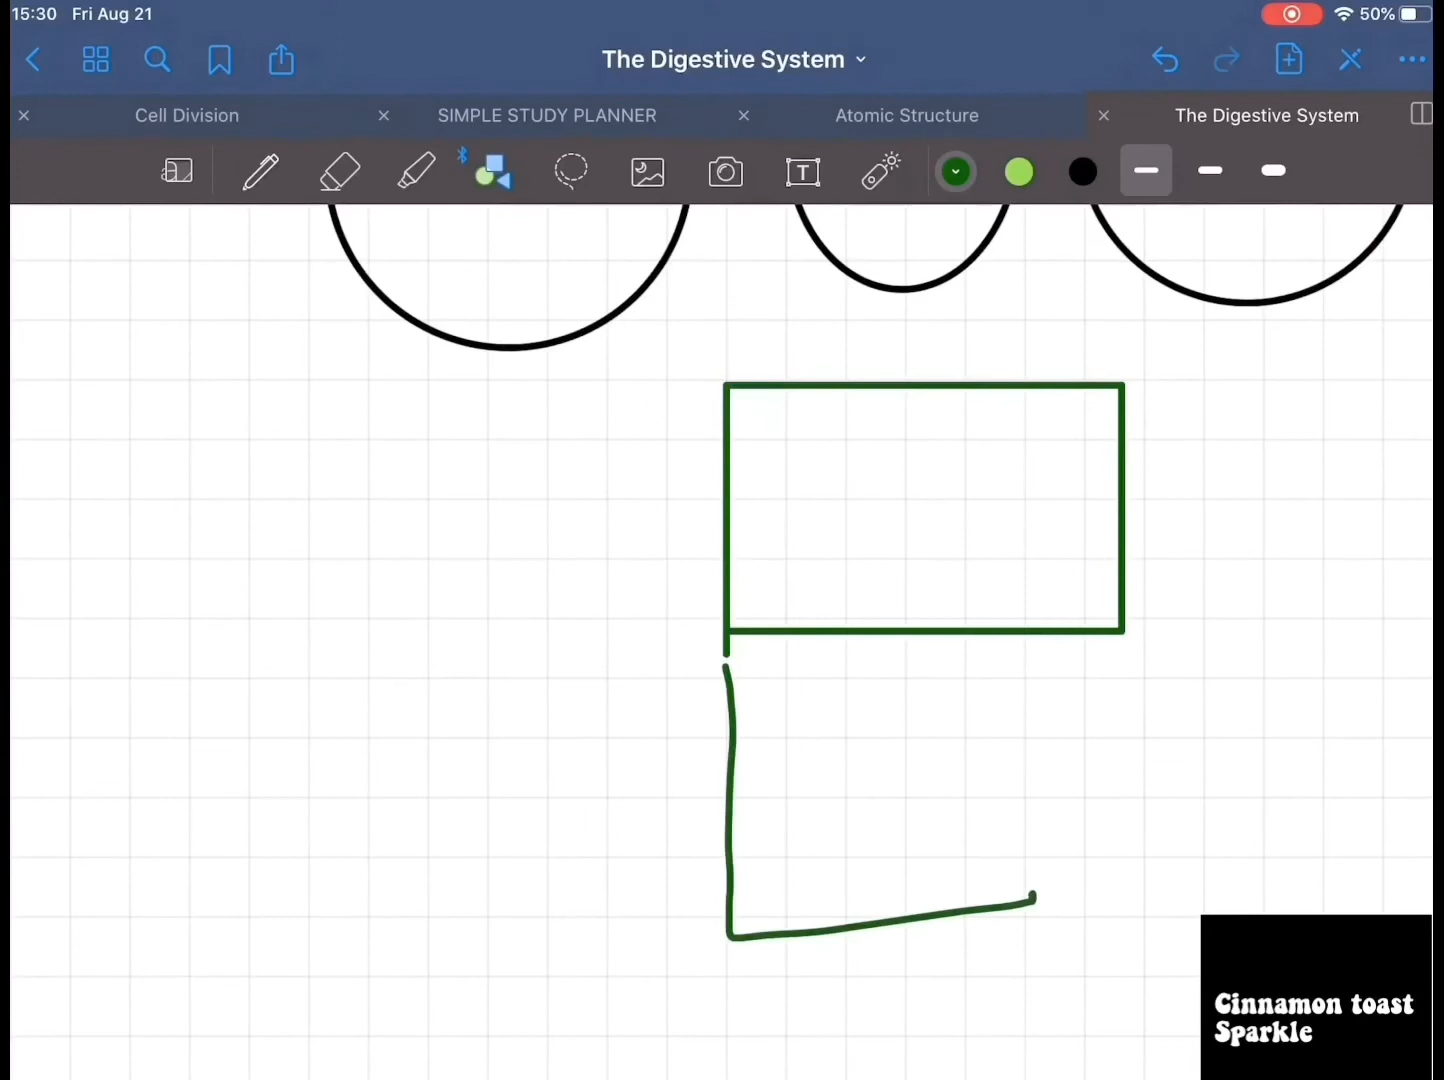 15:30 Fri Aug 21 50%
The Digestive System
Cell Division SIMPLE STUDY PLANNER Atomic Structure The Digestive System
T
Cinnamon toast
Sparkle